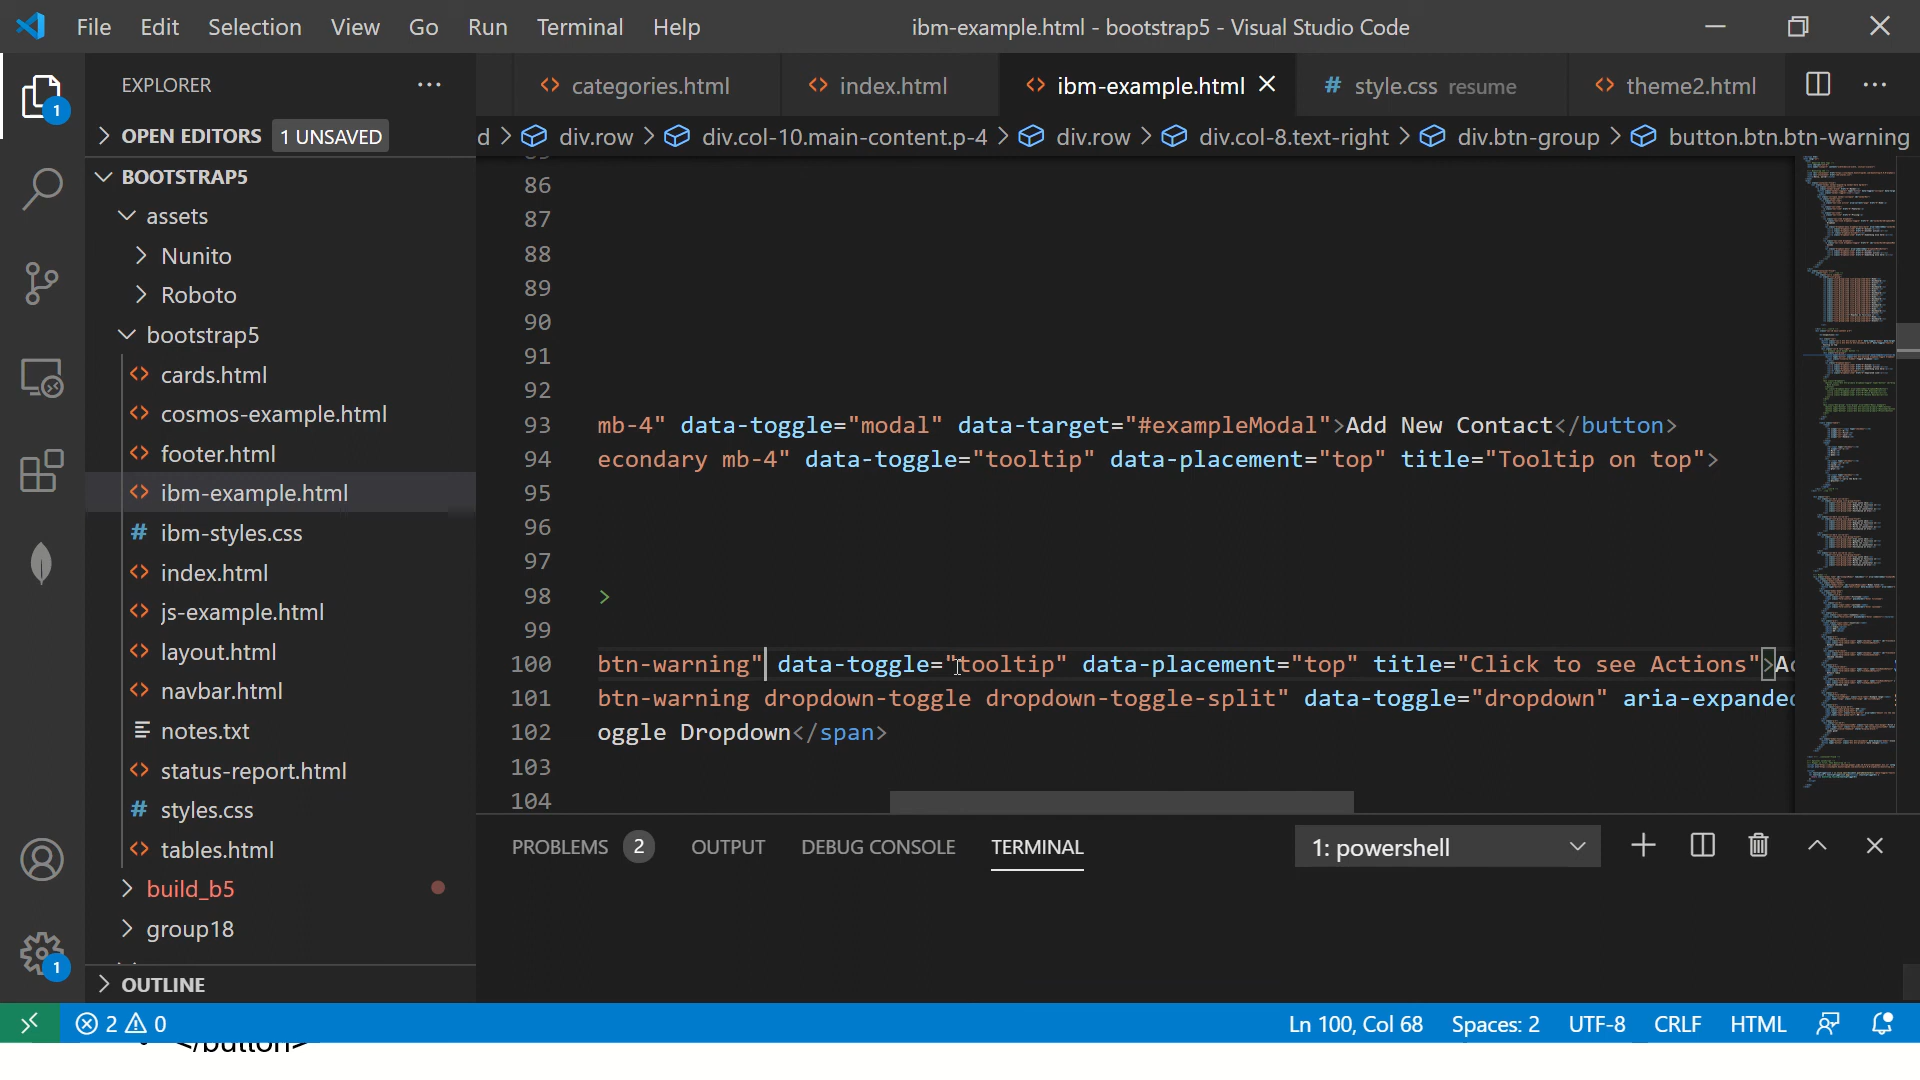 File Edit Selection View Go Run Terminal Help ibm-example.html - bootstrap5 - Visual Studio Code
EXPLORER
categories.html index.html ibm-example.html style.css resume theme2.html
OPEN EDITORS 1 UNSAVED
d > div.row > div.col-10.main-content.p-4 > div.row > div.col-8.text-right > div.btn-group > button.btn.btn-warning
BOOTSTRAP5
assets
Nunito
Roboto
bootstrap5
cards.html
cosmos-example.html
footer.html
ibm-example.html
ibm-styles.css
index.html
js-example.html
layout.html
navbar.html
notes.txt
status-report.html
styles.css
tables.html
build_b5
group18
OUTLINE
86
87
88
89
90
91
92
93 mb-4" data-toggle="modal" data-target="#exampleModal">Add New Contact</button>
94 econdary mb-4" data-toggle="tooltip" data-placement="top" title="Tooltip on top">
95
96
97
98 >
99
100 btn-warning" data-toggle="tooltip" data-placement="top" title="Click to see Actions">Ac
101 btn-warning dropdown-toggle dropdown-toggle-split" data-toggle="dropdown" aria-expanded
102 oggle Dropdown</span>
103
104
PROBLEMS 2 OUTPUT DEBUG CONSOLE TERMINAL 1: powershell
1
1
2 0 Ln 100, Col 68 Spaces: 2 UTF-8 CRLF HTML
</button>